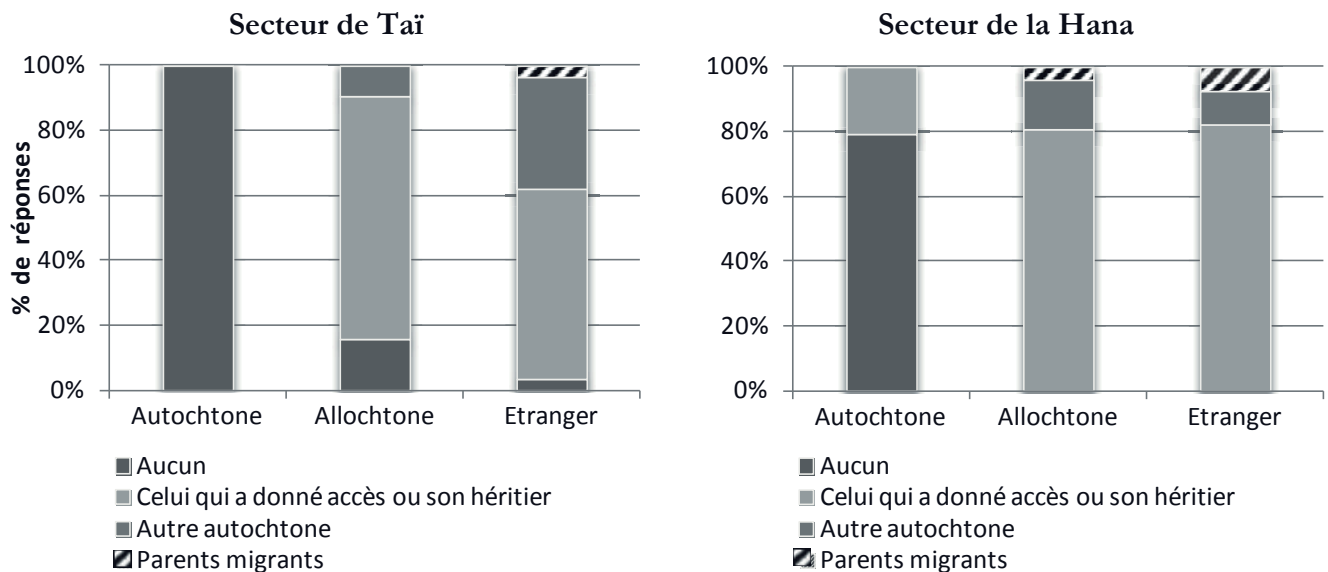 Secteur de Taï
% de réponses
100%
80%
60%
40%
20%
0%
Autochtone
Allochtone
Etranger
Aucun
Celui qui a donné accès ou son héritier
Autre autochtone
Parents migrants
Secteur de la Hana
100%
80%
60%
40%
20%
0%
Autochtone
Allochtone
Etranger
Aucun
Celui qui a donné accès ou son héritier
Autre autochtone
Parents migrants